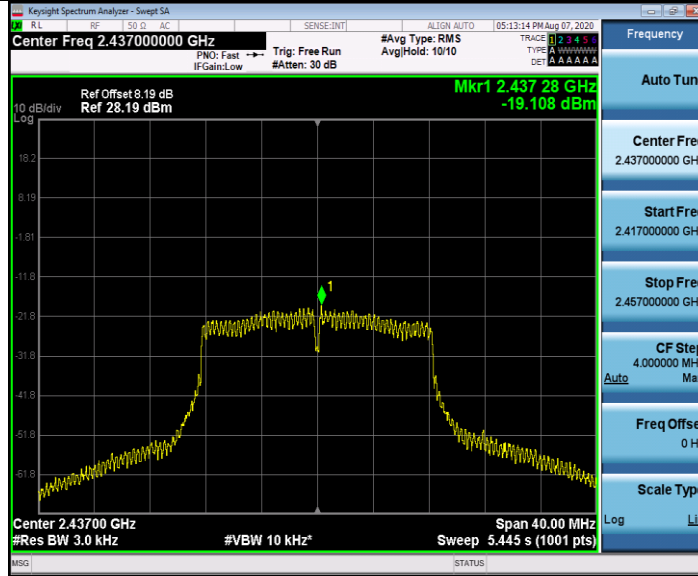 Keysight Spectrum Analyzer - Swept SA
RL RF 50 Ω AC SENSE:INT ALIGN AUTO 05:13:14 PM Aug 07, 2020
Center Freq 2.437000000 GHz
PNO: Fast
IFGain:Low
Trig: Free Run
#Atten: 30 dB
#Avg Type: RMS
Avg|Hold: 10/10
TRACE 1 2 3 4 5 6
TYPE A WWWWW
DET A A A A A A
Ref Offset 8.19 dB
10 dB/div Ref 28.19 dBm
Log
Mkr1 2.437 28 GHz
-19.108 dBm
18.2
8.19
-1.81
-11.8
1
-21.8
-31.8
-41.8
-51.8
-61.8
Center 2.43700 GHz
Span 40.00 MHz
#Res BW 3.0 kHz
#VBW 10 kHz*
Sweep 5.445 s (1001 pts)
MSG
STATUS
Frequency
Auto Tun
Center Fre
2.437000000 GH
Start Fre
2.417000000 GH
Stop Fre
2.457000000 GH
CF Ste
4.000000 MH
Auto Ma
Freq Offse
0 H
Scale Typ
Log Li